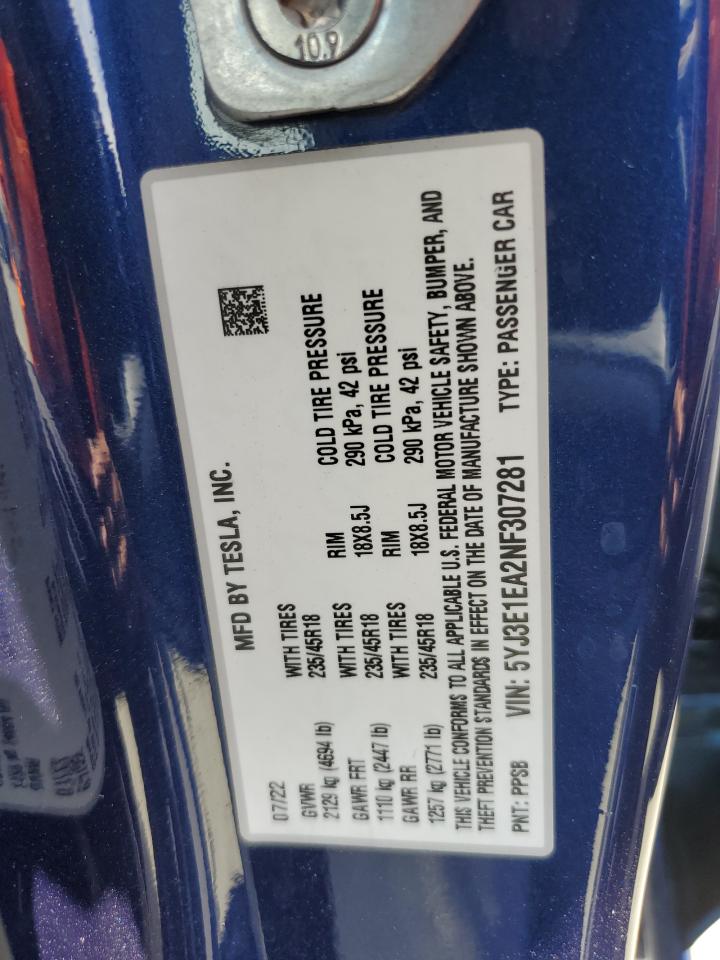 10.9
MFD BY TESLA, INC.
07/22
GVWR WITH TIRES RIM COLD TIRE PRESSURE
2129 kg (4694 lb) 235/45R18 18X8.5J 290 kPa, 42 psi
GAWR FRT WITH TIRES RIM COLD TIRE PRESSURE
1110 kg (2447 lb) 235/45R18 18X8.5J 290 kPa, 42 psi
GAWR RR WITH TIRES
1257 kg (2771 lb) 235/45R18
THIS VEHICLE CONFORMS TO ALL APPLICABLE U.S. FEDERAL MOTOR VEHICLE SAFETY, BUMPER, AND
THEFT PREVENTION STANDARDS IN EFFECT ON THE DATE OF MANUFACTURE SHOWN ABOVE.
PNT: PPSB VIN: 5YJ3E1EA2NF307281 TYPE: PASSENGER CAR